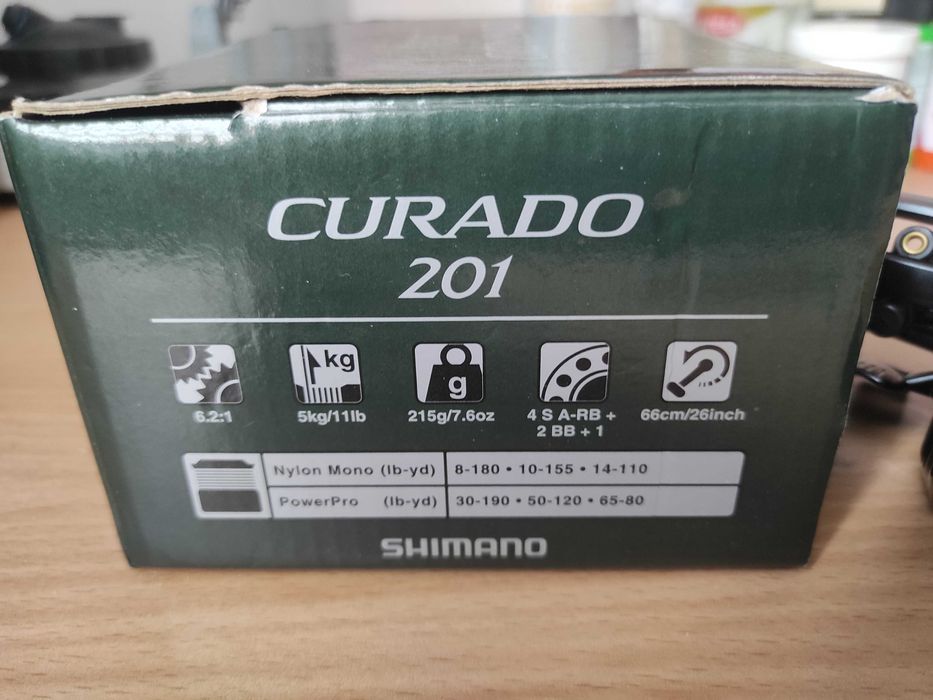 CURADO
201
kg
g
6.2:1 5kg/11lb 215g/7.6oz 4 S A-RB + 66cm/26inch
2 BB + 1
Nylon Mono (lb-yd) 8-180 • 10-155 • 14-110
PowerPro (lb-yd) 30-190 • 50-120 • 65-80
SHIMANO